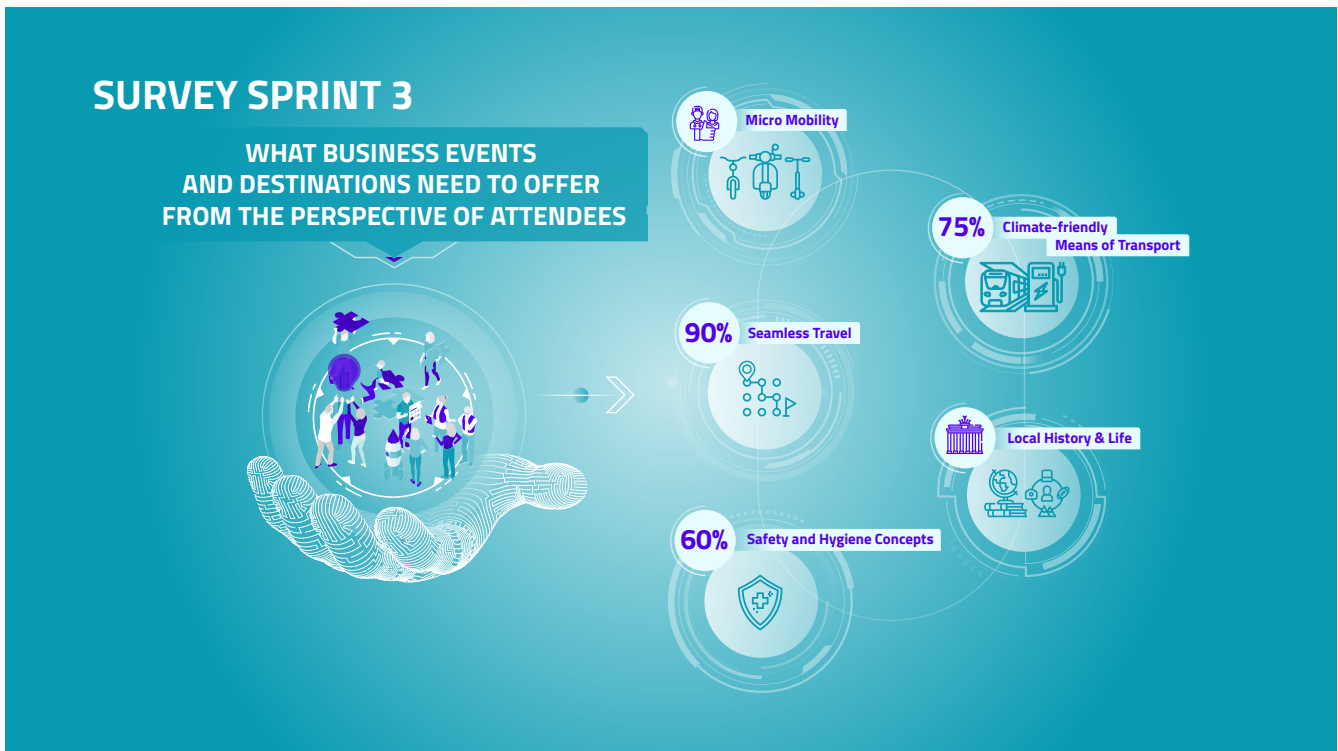 SURVEY SPRINT 3
WHAT BUSINESS EVENTS
AND DESTINATIONS NEED TO OFFER
FROM THE PERSPECTIVE OF ATTENDEES
Micro Mobility
75%
Climate-friendly
Means of Transport
90%
Seamless Travel
Local History & Life
60%
Safety and Hygiene Concepts